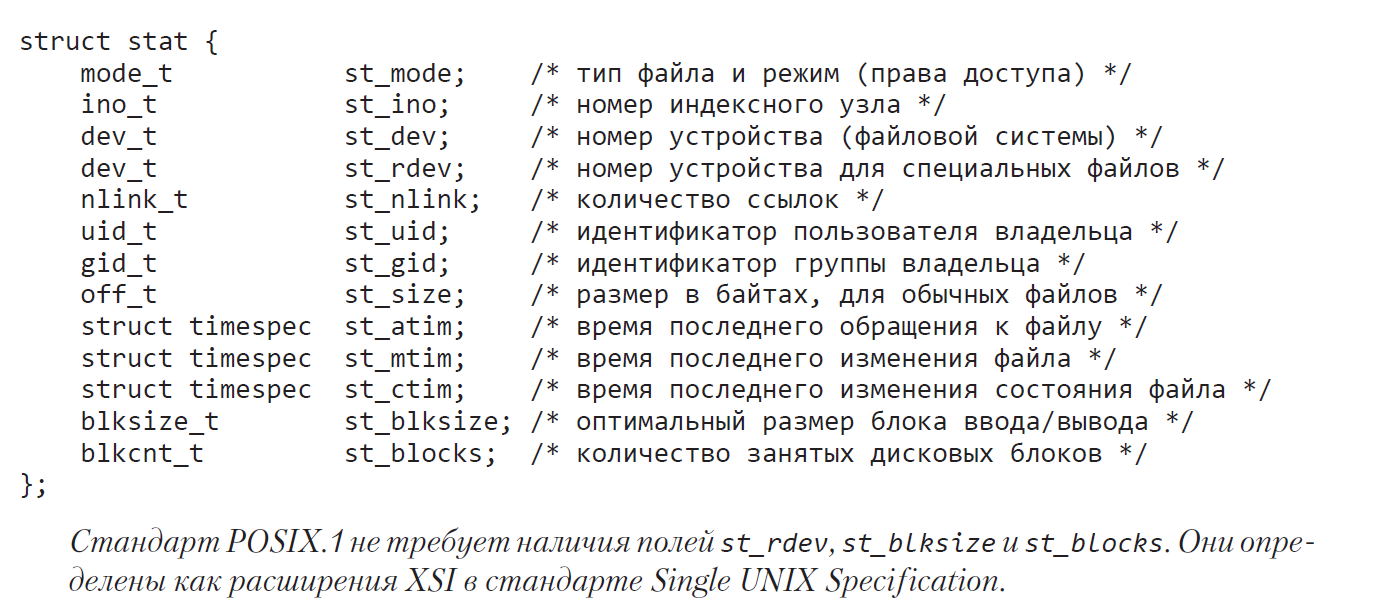 struct stat {
    mode_t           st_mode;    /* тип файла и режим (права доступа) */
    ino_t            st_ino;     /* номер индексного узла */
    dev_t            st_dev;     /* номер устройства (файловой системы) */
    dev_t            st_rdev;    /* номер устройства для специальных файлов */
    nlink_t          st_nlink;   /* количество ссылок */
    uid_t            st_uid;     /* идентификатор пользователя владельца */
    gid_t            st_gid;     /* идентификатор группы владельца */
    off_t            st_size;    /* размер в байтах, для обычных файлов */
    struct timespec  st_atim;    /* время последнего обращения к файлу */
    struct timespec  st_mtim;    /* время последнего изменения файла */
    struct timespec  st_ctim;    /* время последнего изменения состояния файла */
    blksize_t        st_blksize; /* оптимальный размер блока ввода/вывода */
    blkcnt_t         st_blocks;  /* количество занятых дисковых блоков */
};
Стандарт POSIX.1 не требует наличия полей st_rdev, st_blksize и st_blocks. Они опре-
делены как расширения XSI в стандарте Single UNIX Specification.